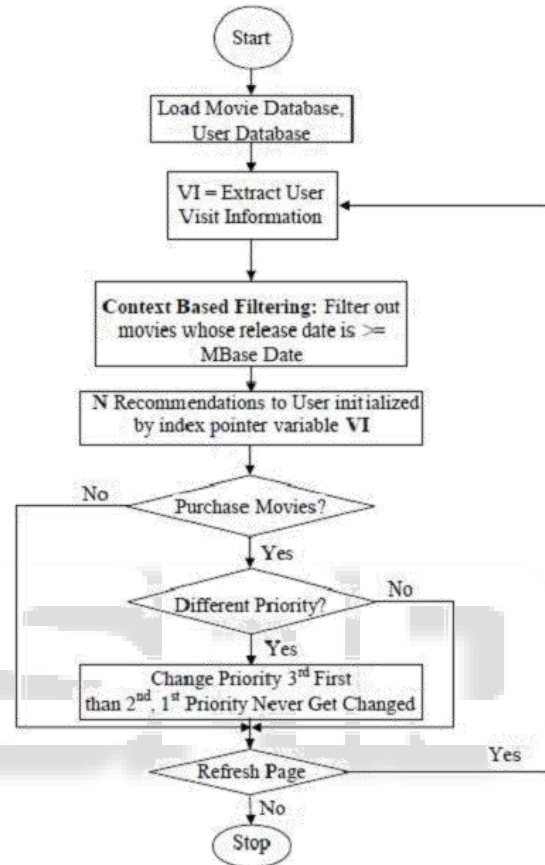 Start
Load Movie Database,
User Database
VI = Extract User
Visit Information
Context Based Filtering: Filter out
movies whose release date is >=
MBase Date
N Recommendations to User initialized
by index pointer variable VI
No
Purchase Movies?
Yes
Different Priority?
No
Yes
Change Priority 3rd First
than 2nd, 1st Priority Never Get Changed
Refresh Page
Yes
No
Stop